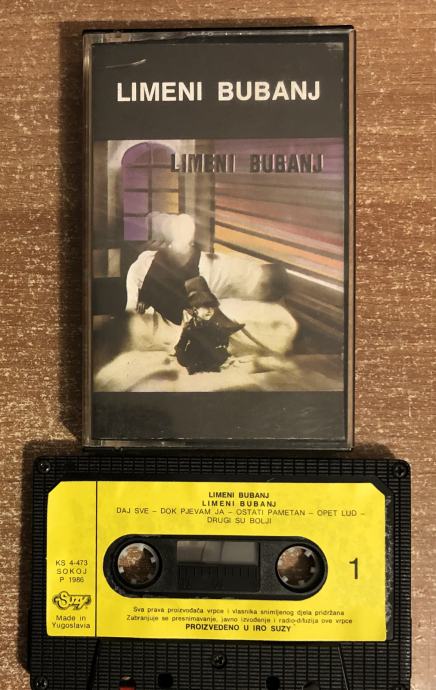 LIMENI BUBANJ
LIMENI BUBANJ
LIMENI BUBANJ
LIMENI BUBANJ
DAJ SVE – DOK PJEVAM JA – OSTATI PAMETAN – OPET LUD –
DRUGI SU BOLJI
KS 4-473
SOKOJ
P 1986
1
SUZY
Made in
Yugoslavia
Sva prava proizvođača vrpce i vlasnika snimljenog djela pridržana
Zabranjuje se presnimavanje, javno izvođenje i radio-difuzija ove vrpce
PROIZVEDENO U IRO SUZY